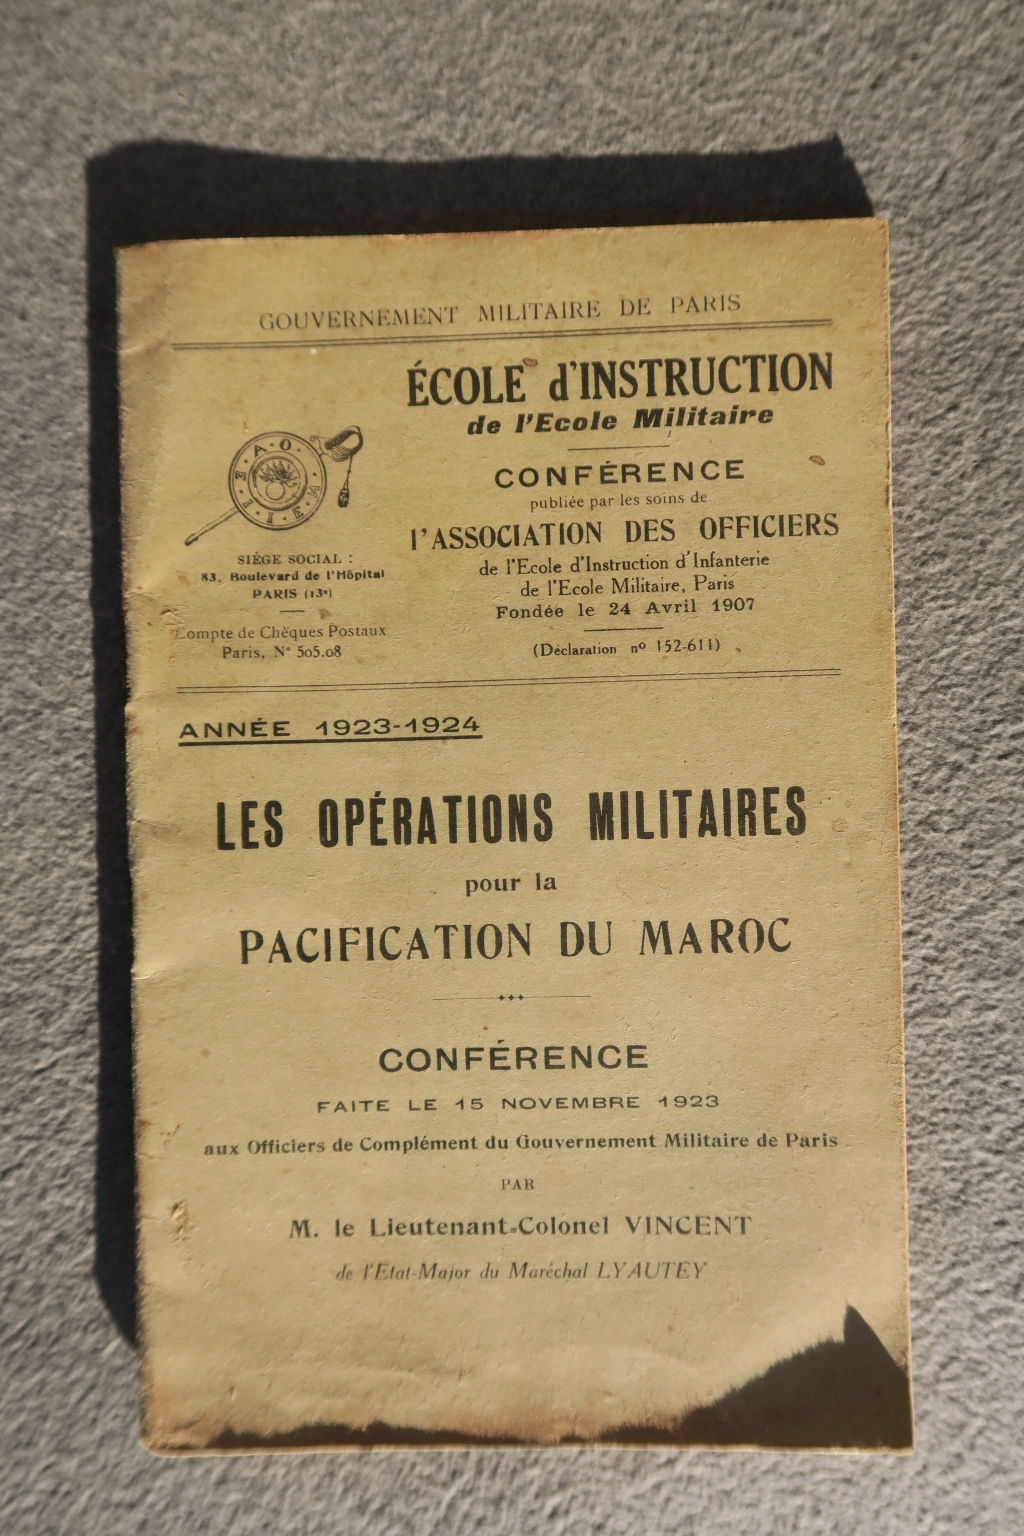 GOUVERNEMENT MILITAIRE DE PARIS
ÉCOLE d'INSTRUCTION
de l'Ecole Militaire
CONFÉRENCE
publiée par les soins de
l'ASSOCIATION DES OFFICIERS
de l'Ecole d'Instruction d'Infanterie
de l'Ecole Militaire, Paris
Fondée le 24 Avril 1907
(Déclaration nº 152-611)
A·O·E·I·I·E·M
SIÈGE SOCIAL :
83, Boulevard de l'Hôpital
PARIS (13ᵉ)
Compte de Chèques Postaux
Paris, N° 505.08
ANNÉE 1923-1924
LES OPÉRATIONS MILITAIRES
pour la
PACIFICATION DU MAROC
CONFÉRENCE
FAITE LE 15 NOVEMBRE 1923
aux Officiers de Complément du Gouvernement Militaire de Paris
PAR
M. le Lieutenant-Colonel VINCENT
de l'Etat-Major du Maréchal LYAUTEY